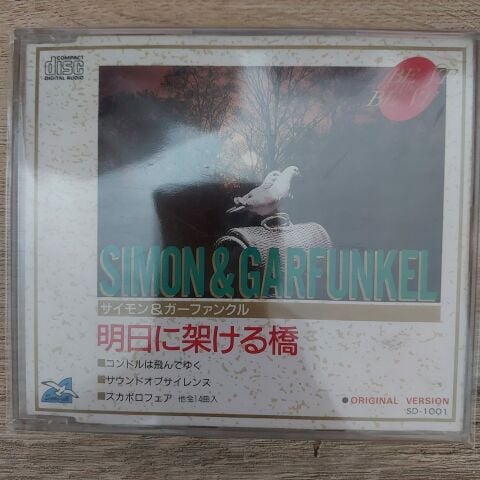 COMPACT
disc
DIGITAL AUDIO
BEST
SIMON & GARFUNKEL
サイモン&ガーファンクル
明日に架ける橋
■コンドルは飛んでゆく
■サウンドオブサイレンス
■スカボロフェア 他全14曲入
●ORIGINAL VERSION
SD-1001